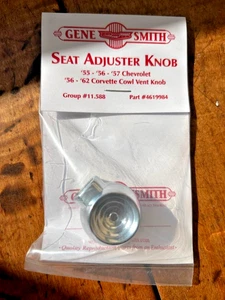 GENE SMITH
SEAT ADJUSTER KNOB
'55 - '56 - '57 Chevrolet
'56 - '62 Corvette Cowl Vent Knob
Group #11.588 Part #4619984
SMITH